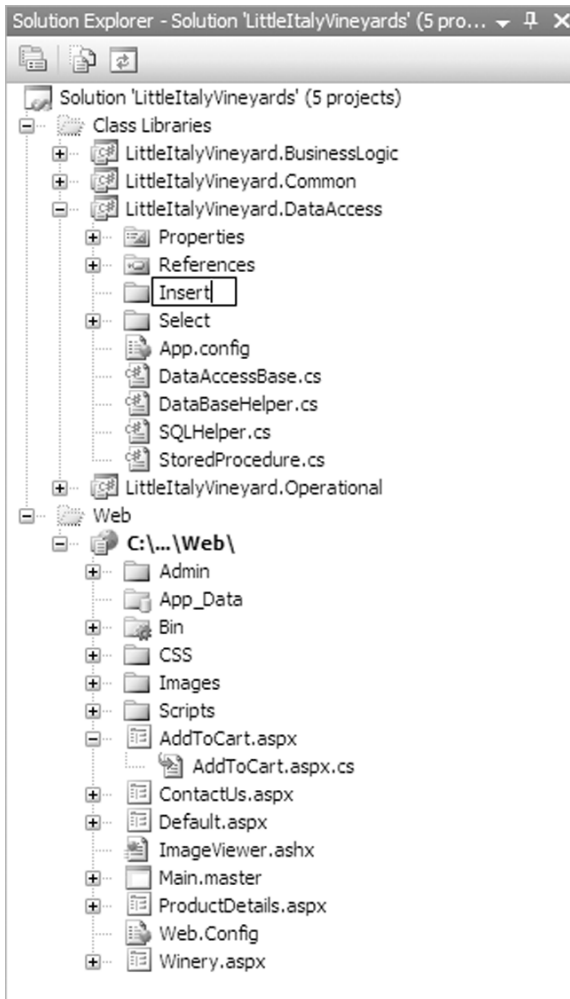 Solution Explorer - Solution 'LittleItalyVineyards' (5 pro...
Solution 'LittleItalyVineyards' (5 projects)
Class Libraries
LittleItalyVineyard.BusinessLogic
LittleItalyVineyard.Common
LittleItalyVineyard.DataAccess
Properties
References
Insert
Select
App.config
DataAccessBase.cs
DataBaseHelper.cs
SQLHelper.cs
StoredProcedure.cs
LittleItalyVineyard.Operational
Web
C:\...\Web\
Admin
App_Data
Bin
CSS
Images
Scripts
AddToCart.aspx
AddToCart.aspx.cs
ContactUs.aspx
Default.aspx
ImageViewer.ashx
Main.master
ProductDetails.aspx
Web.Config
Winery.aspx